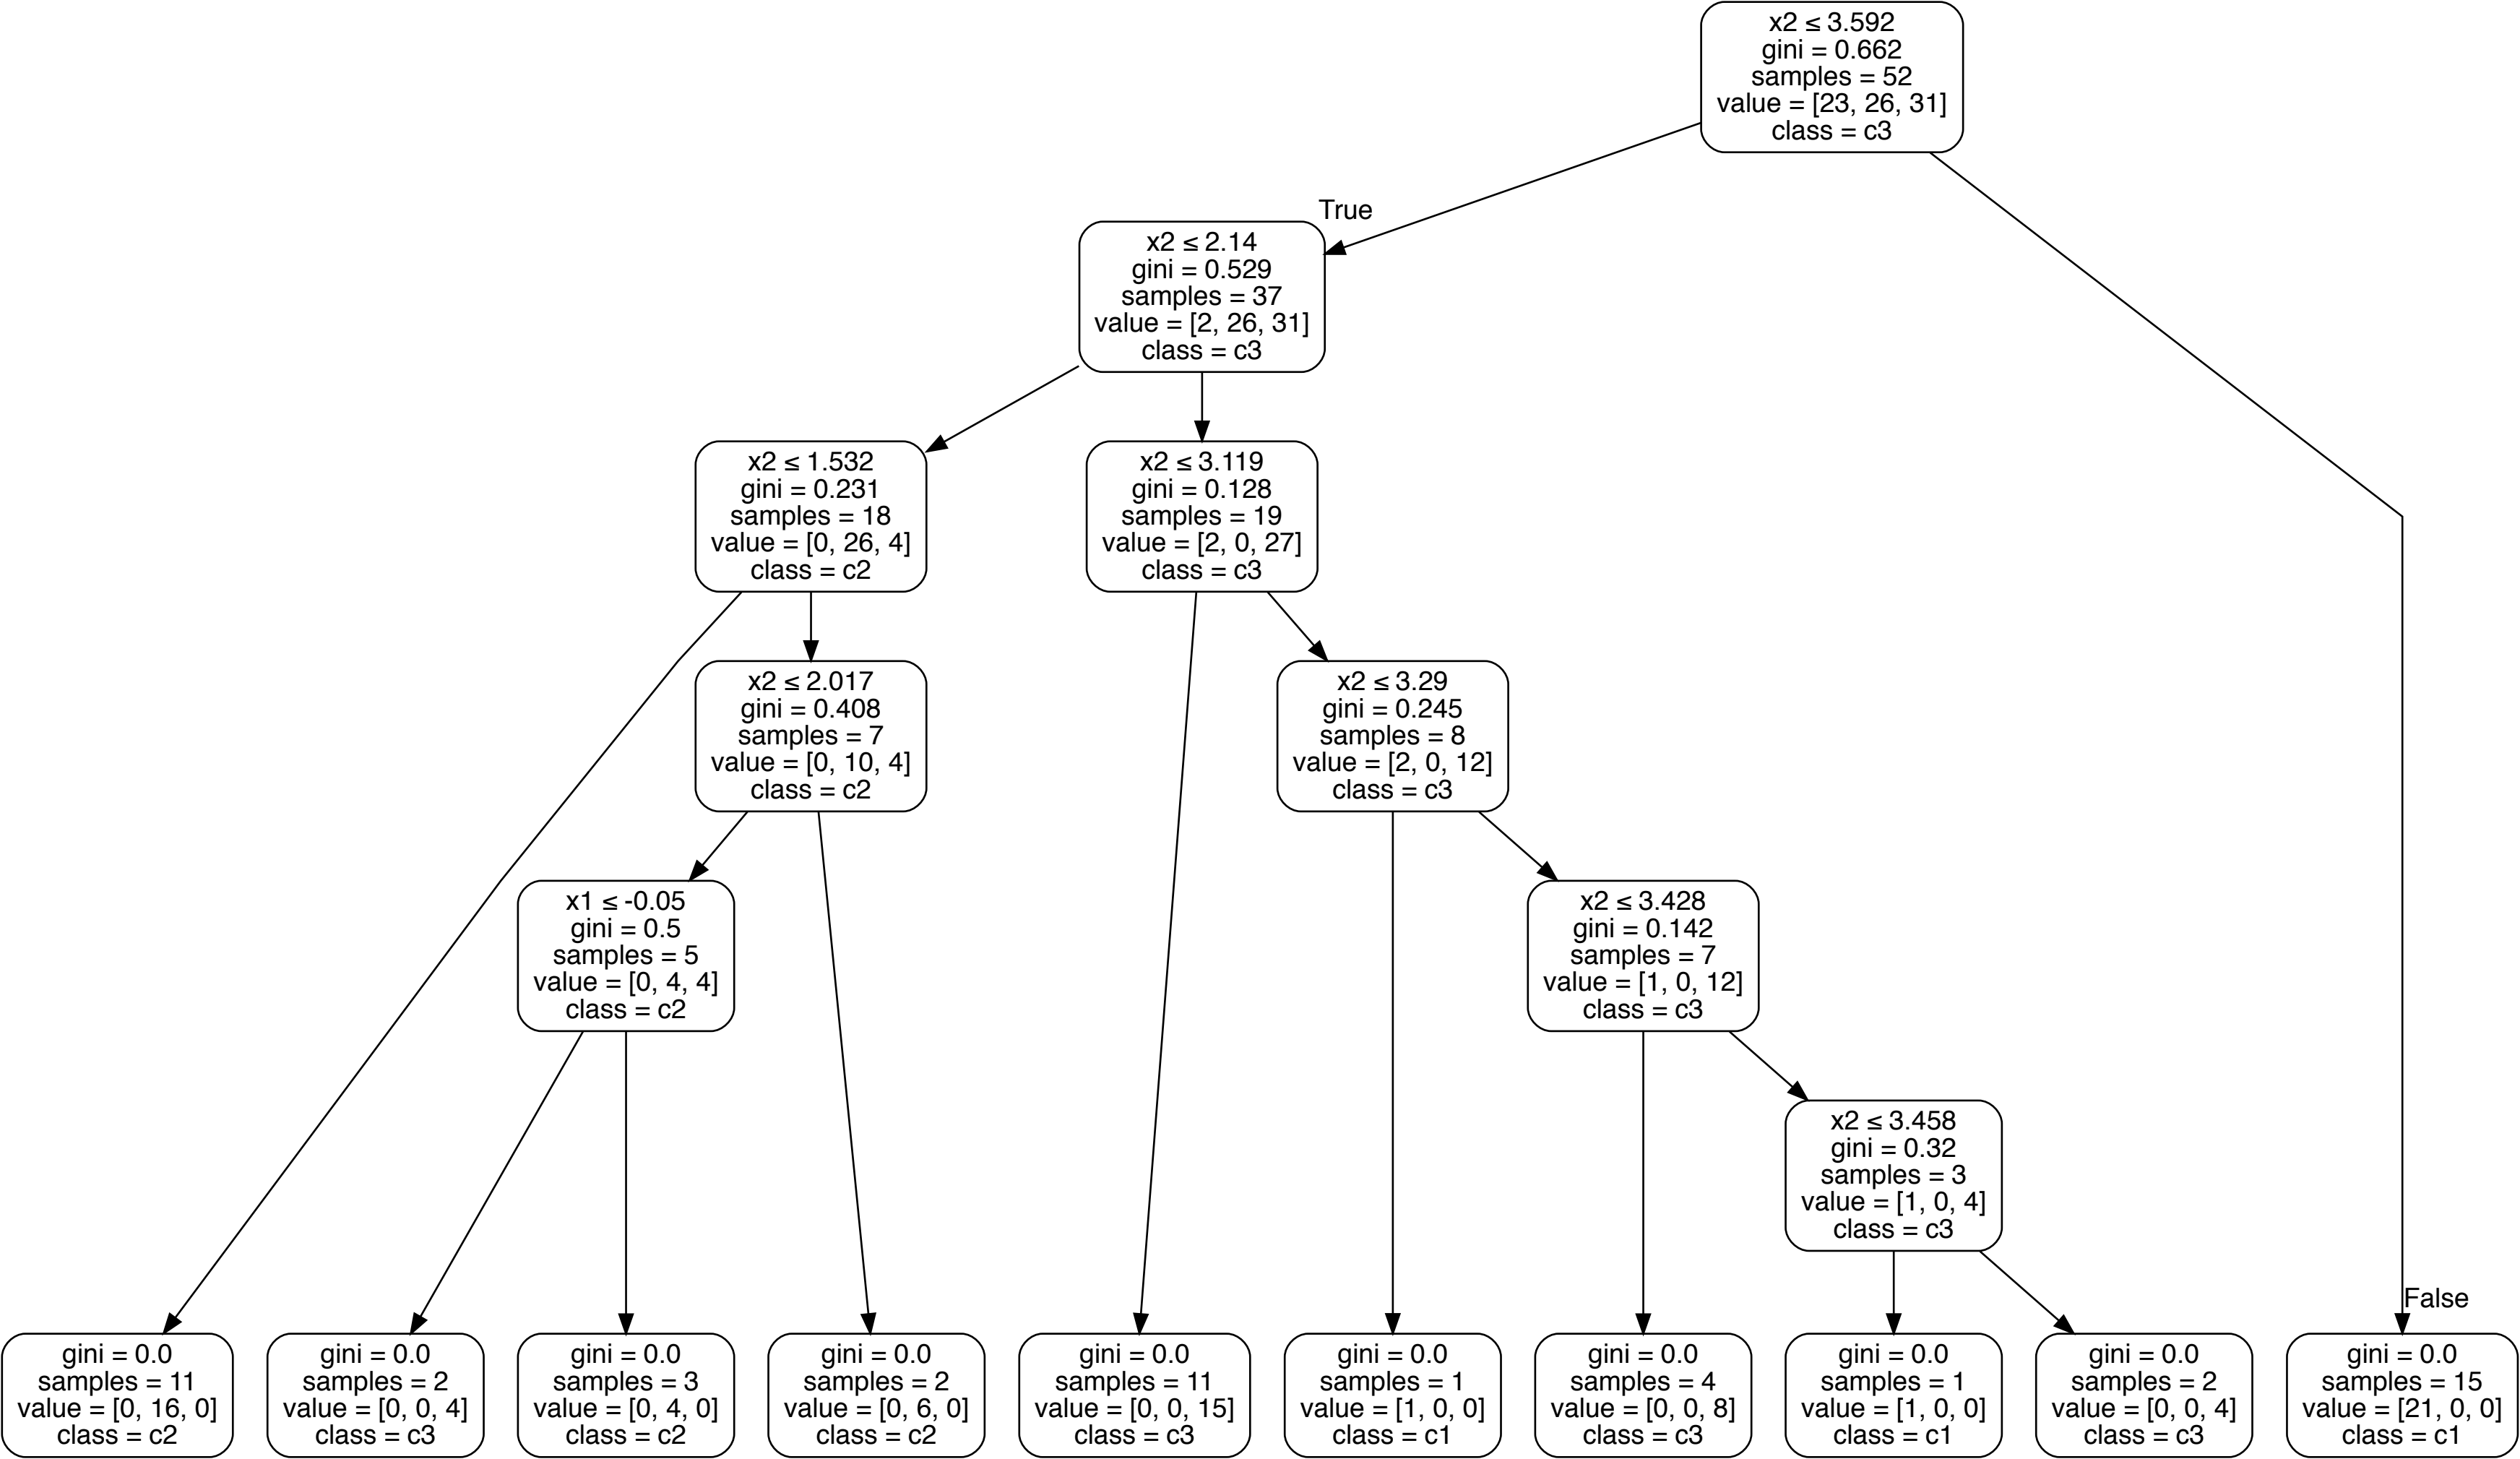 x2 ≤ 3.592
gini = 0.662
samples = 52
value = [23, 26, 31]
class = c3
True
x2 ≤ 2.14
gini = 0.529
samples = 37
value = [2, 26, 31]
class = c3
x2 ≤ 1.532
gini = 0.231
samples = 18
value = [0, 26, 4]
class = c2
x2 ≤ 3.119
gini = 0.128
samples = 19
value = [2, 0, 27]
class = c3
x2 ≤ 2.017
gini = 0.408
samples = 7
value = [0, 10, 4]
class = c2
x2 ≤ 3.29
gini = 0.245
samples = 8
value = [2, 0, 12]
class = c3
x1 ≤ -0.05
gini = 0.5
samples = 5
value = [0, 4, 4]
class = c2
x2 ≤ 3.428
gini = 0.142
samples = 7
value = [1, 0, 12]
class = c3
x2 ≤ 3.458
gini = 0.32
samples = 3
value = [1, 0, 4]
class = c3
False
gini = 0.0
samples = 11
value = [0, 16, 0]
class = c2
gini = 0.0
samples = 2
value = [0, 0, 4]
class = c3
gini = 0.0
samples = 3
value = [0, 4, 0]
class = c2
gini = 0.0
samples = 2
value = [0, 6, 0]
class = c2
gini = 0.0
samples = 11
value = [0, 0, 15]
class = c3
gini = 0.0
samples = 1
value = [1, 0, 0]
class = c1
gini = 0.0
samples = 4
value = [0, 0, 8]
class = c3
gini = 0.0
samples = 1
value = [1, 0, 0]
class = c1
gini = 0.0
samples = 2
value = [0, 0, 4]
class = c3
gini = 0.0
samples = 15
value = [21, 0, 0]
class = c1